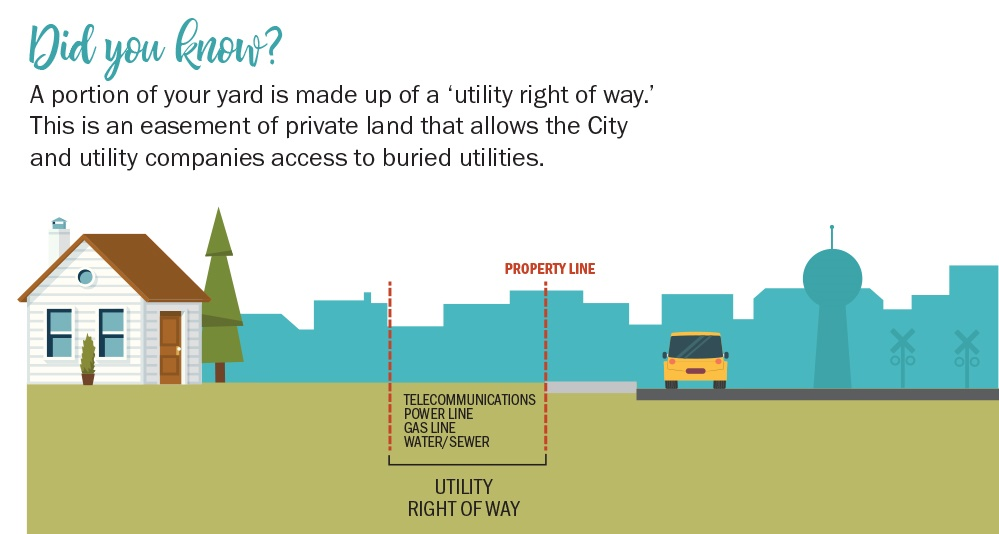 Did you know?
A portion of your yard is made up of a ‘utility right of way.’
This is an easement of private land that allows the City
and utility companies access to buried utilities.
PROPERTY LINE
TELECOMMUNICATIONS
POWER LINE
GAS LINE
WATER/SEWER
UTILITY
RIGHT OF WAY